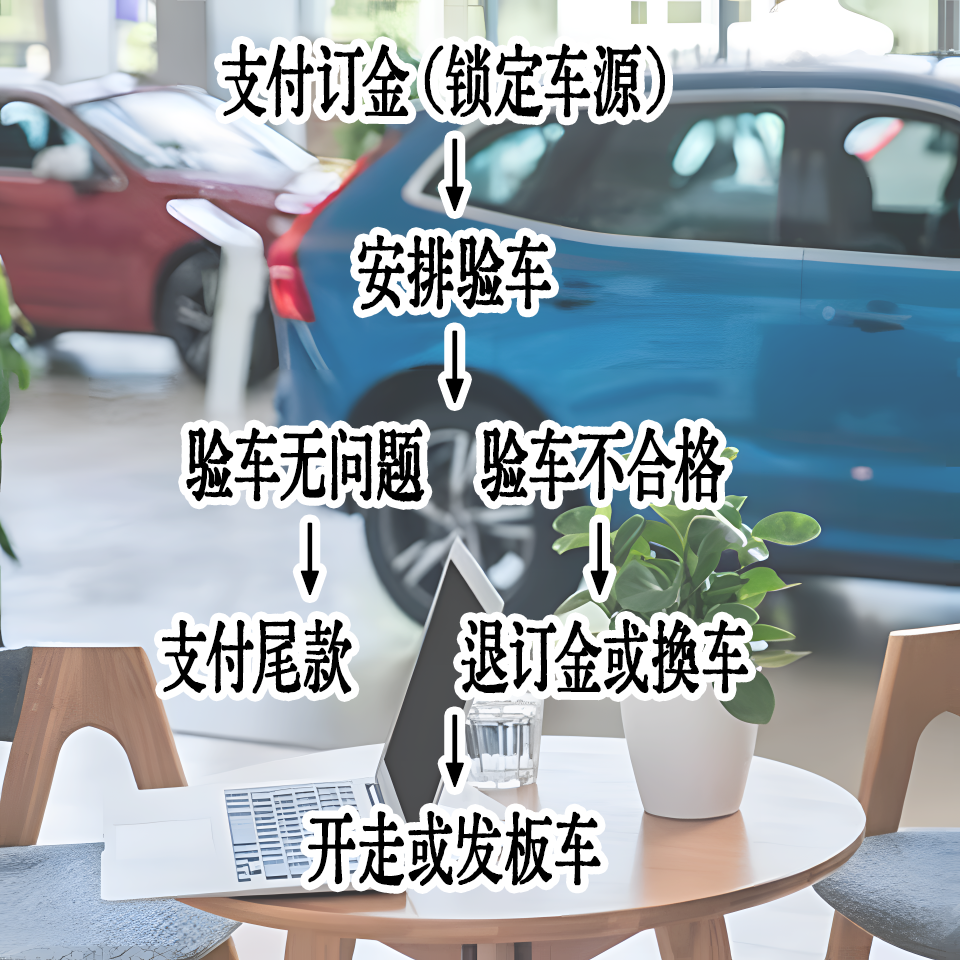 支付订金(锁定车源)
↓
安排验车
↓
验车无问题 验车不合格
↓ ↓
支付尾款 退订金或换车
↓
开走或发板车